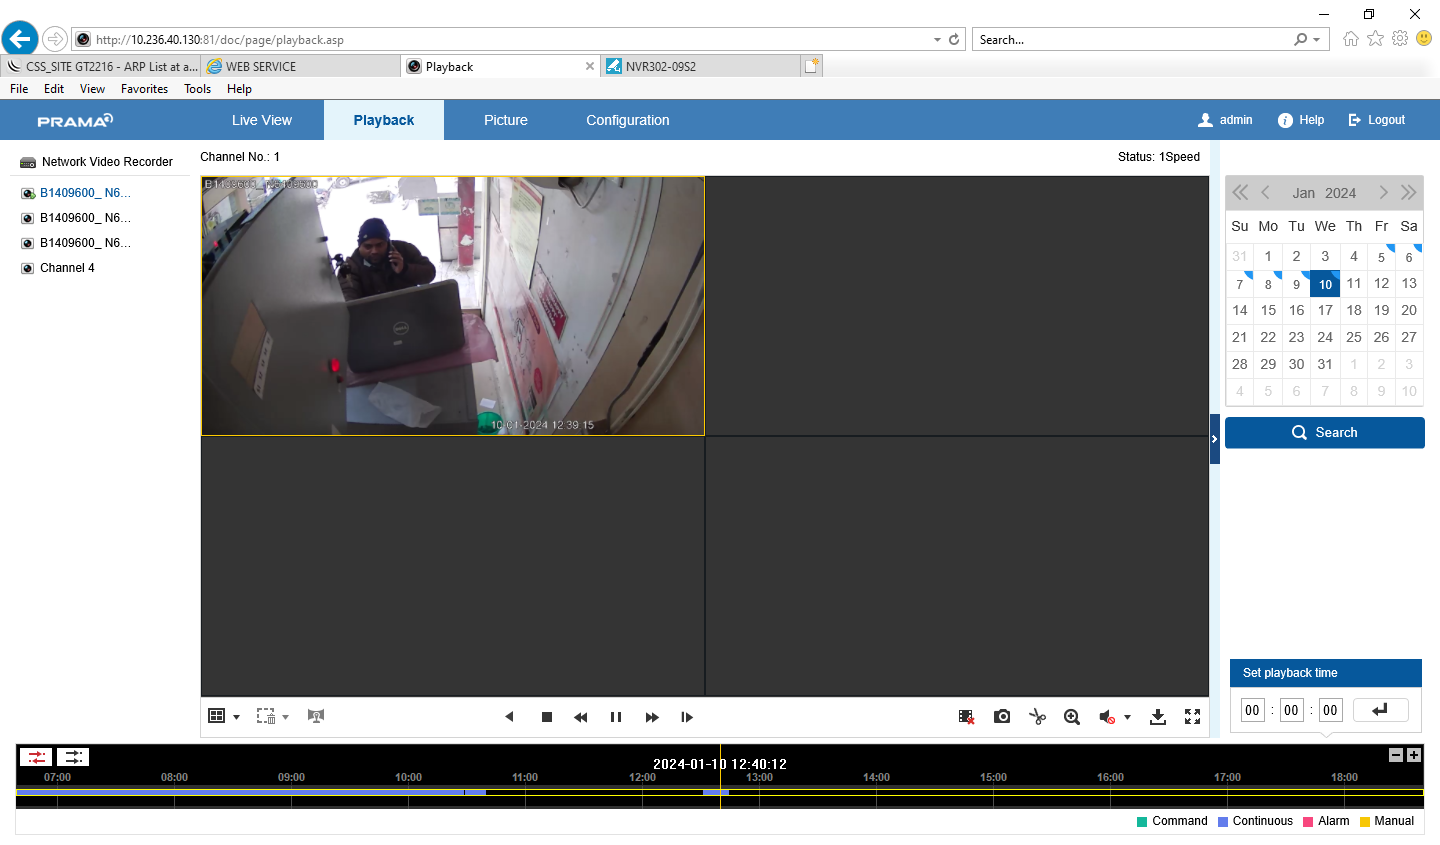 http://10.236.40.130:81/doc/page/playback.asp
Search...
CSS_SITE GT2216 - ARP List at a...
WEB SERVICE
Playback
NVR302-09S2
File Edit View Favorites Tools Help
PRAMA
Live View
Playback
Picture
Configuration
admin
Help
Logout
Network Video Recorder
B1409600_ N6...
B1409600_ N6...
B1409600_ N6...
Channel 4
Channel No.: 1
Status: 1Speed
DELL
10-01-2024 12:39:15
Jan 2024
Su Mo Tu We Th Fr Sa
31 1 2 3 4 5 6
7 8 9 10 11 12 13
14 15 16 17 18 19 20
21 22 23 24 25 26 27
28 29 30 31 1 2 3
4 5 6 7 8 9 10
Search
Set playback time
00 : 00 : 00
2024-01-10 12:40:12
07:00 08:00 09:00 10:00 11:00 12:00 13:00 14:00 15:00 16:00 17:00 18:00
Command Continuous Alarm Manual